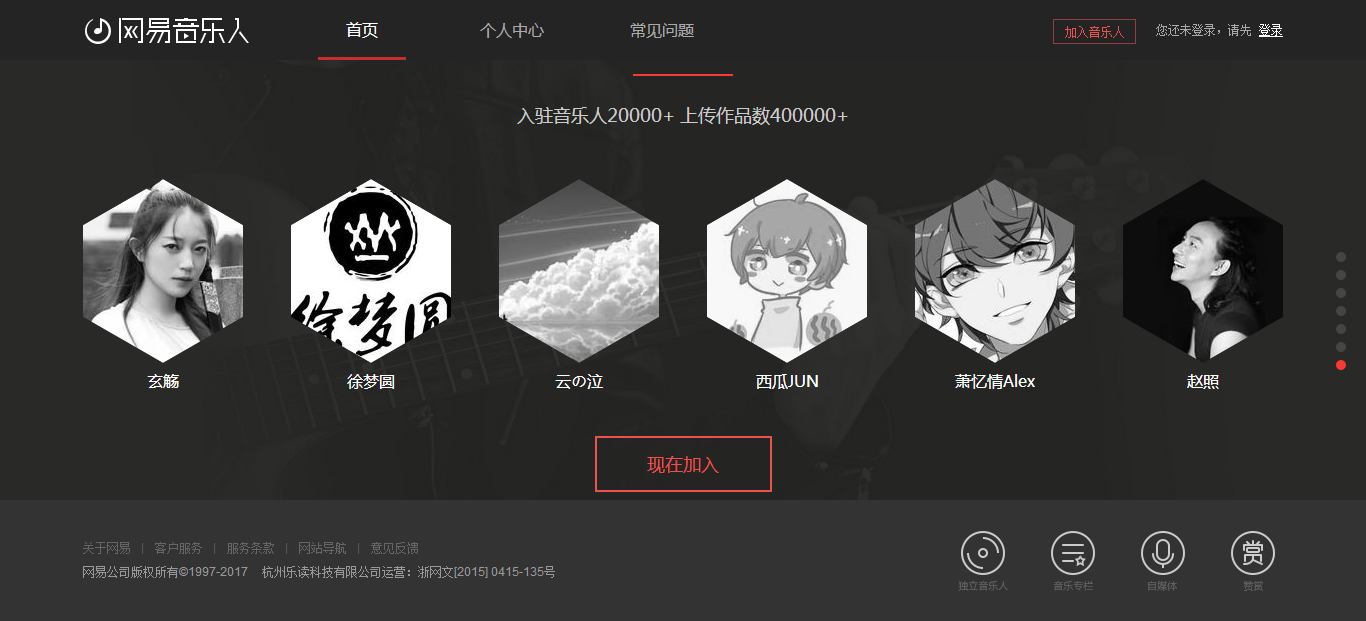 网易音乐人 首页 个人中心 常见问题 加入音乐人 您还未登录，请先 登录
入驻音乐人20000+ 上传作品数400000+
徐梦圆
玄觞 徐梦圆 云の泣 西瓜JUN 萧忆情Alex 赵照
现在加入
关于网易 | 客户服务 | 服务条款 | 网站导航 | 意见反馈
网易公司版权所有©1997-2017 杭州乐读科技有限公司运营：浙网文[2015] 0415-135号
赏
独立音乐人 音乐专栏 自媒体 赞赏